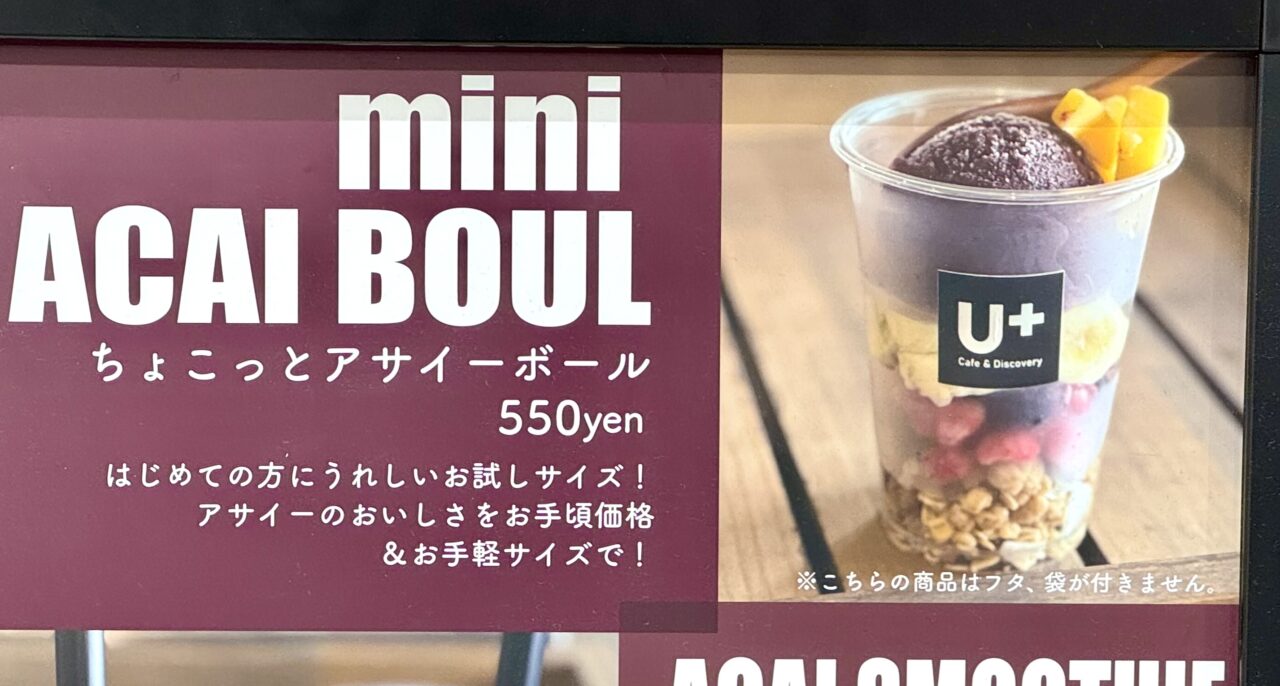 mini
ACAI BOUL
ちょこっとアサイーボール
550yen
はじめての方にうれしいお試しサイズ！
アサイーのおいしさをお手頃価格
＆お手軽サイズで！
U+
Cafe & Discovery
※こちらの商品はフタ、袋が付きません。
ACAI SMOOTHIE